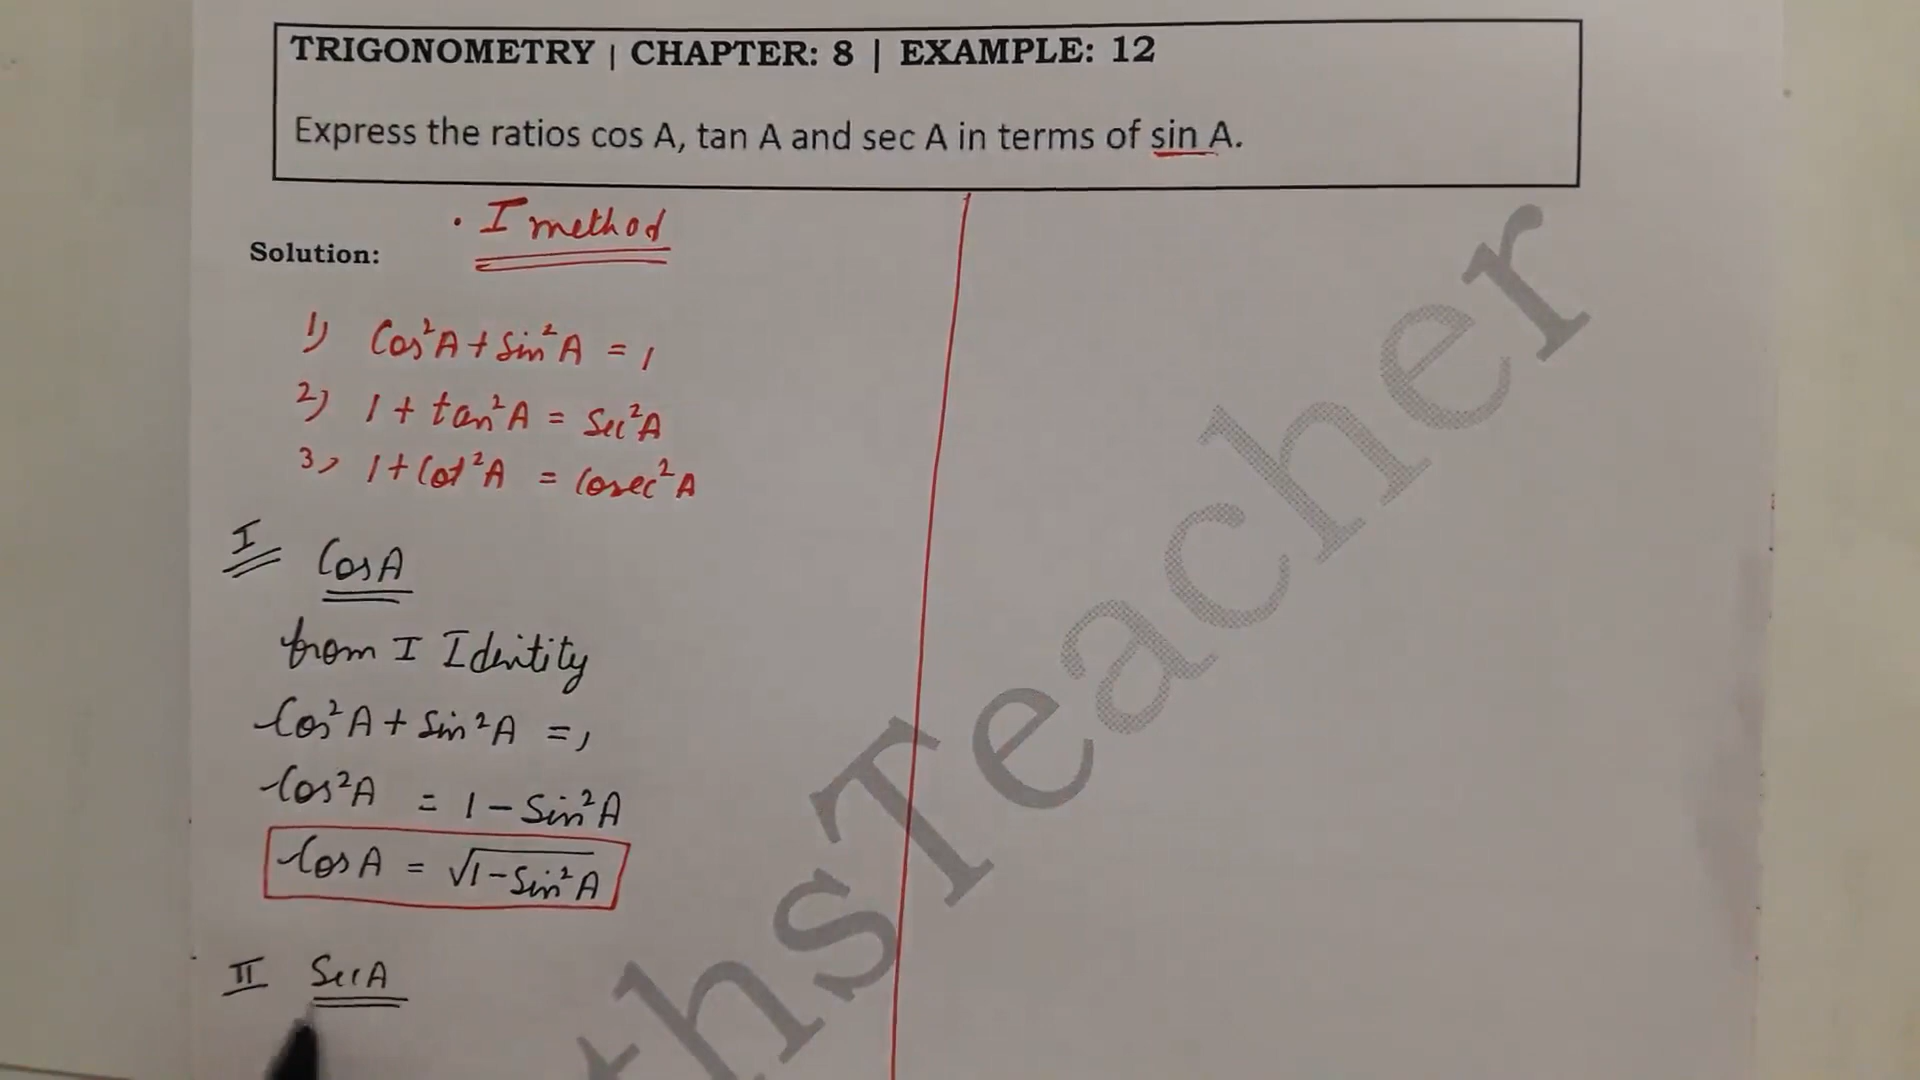 TRIGONOMETRY | CHAPTER: 8 | EXAMPLE: 12
Express the ratios cos A, tan A and sec A in terms of sin A.
. I method
Solution:
1) Cos²A + Sin²A = 1
2) 1 + tan²A = Sec²A
3) 1 + Cot²A = Cosec²A
I CosA
from I Identity
Cos²A + Sin²A = 1
Cos²A = 1 - Sin²A
CosA = √1-Sin²A
II SecA
thsTeacher